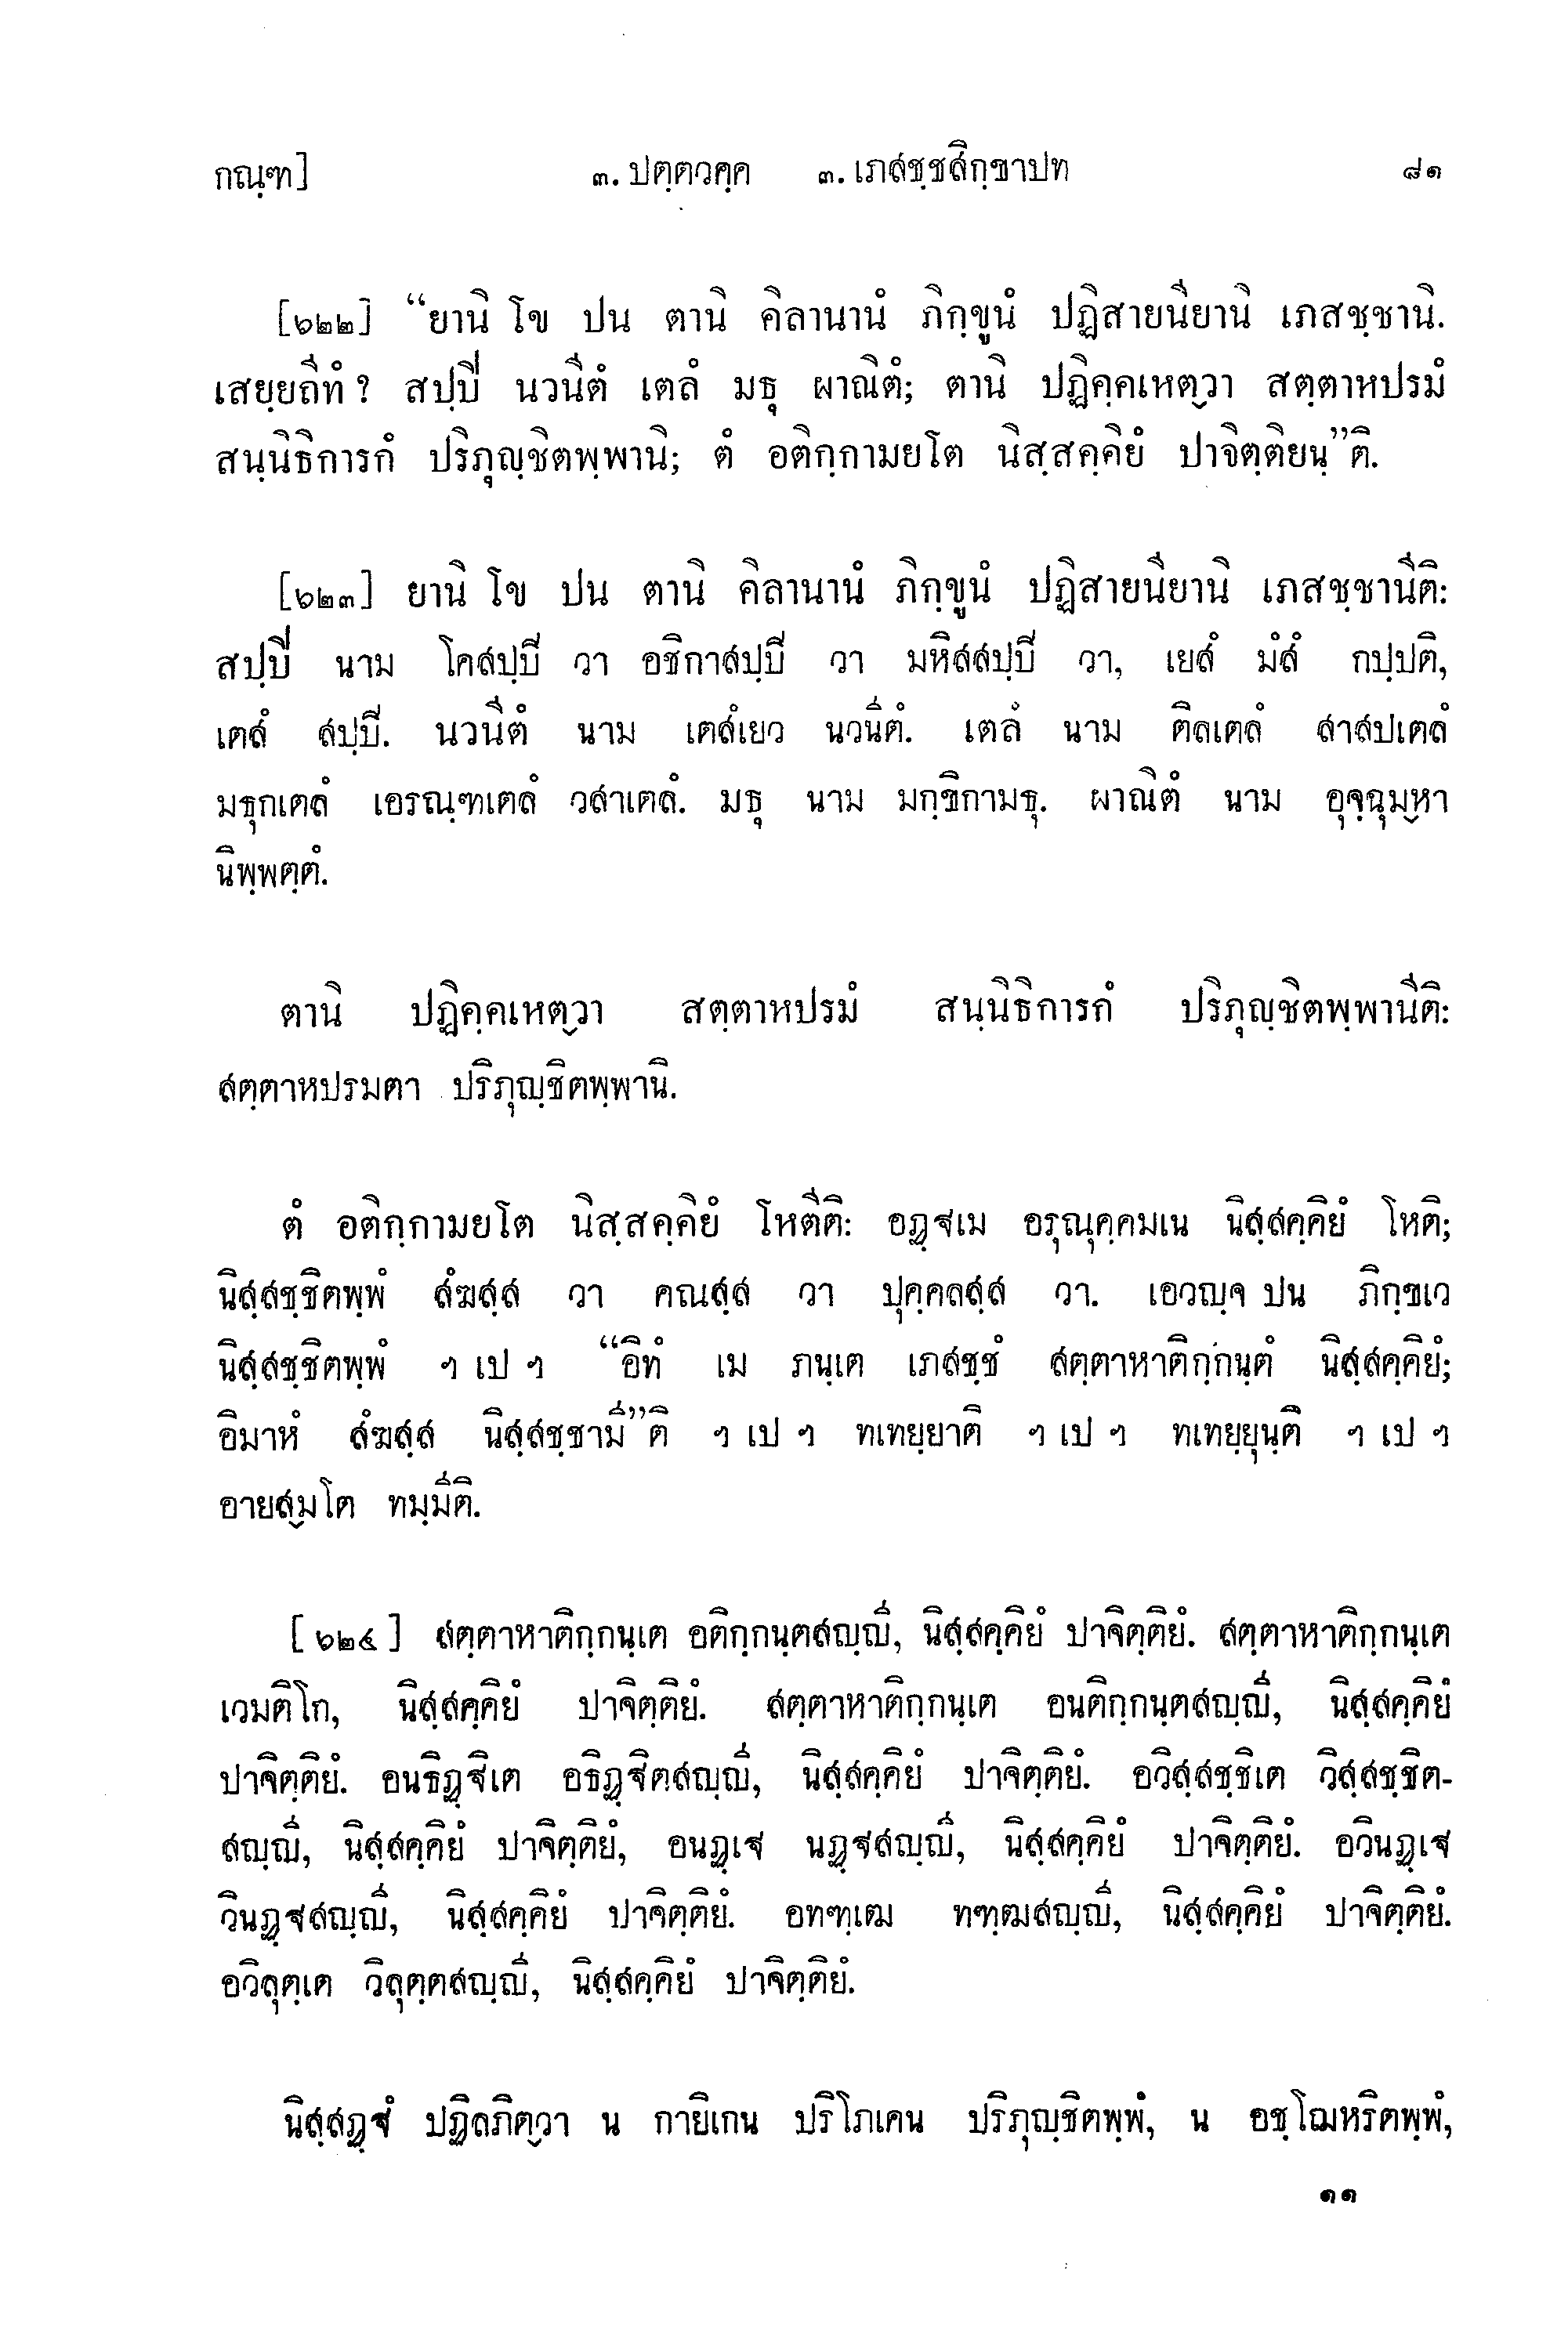 กณฺฑ] ๓. ปตฺตวคฺค ๓. เภสชฺชสิกฺขาปท ๘๑
[๖๒๒] “ยานิ โข ปน ตานิ คิลานานํ ภิกฺขูนํ ปฏิสายนียานิ เภสชฺชานิ.
เสยฺยถีทํ ? สปฺปี นวนีตํ เตลํ มธุ ผาณิตํ; ตานิ ปฏิคฺคเหตฺวา สตฺตาหปรมํ
สนฺนิธิการกํ ปริภุญฺชิตพฺพานิ; ตํ อติกฺกามยโต นิสฺสคฺคิยํ ปาจิตฺติยนฺ”ติ.
[๖๒๓] ยานิ โข ปน ตานิ คิลานานํ ภิกฺขูนํ ปฏิสายนียานิ เภสชฺชานีติ:
สปฺปี นาม โคสปฺปี วา อชิกาสปฺปี วา มหิสสปฺปี วา, เยสํ มํสํ กปฺปติ,
เตสํ สปฺปี. นวนีตํ นาม เตสํเยว นวนีตํ. เตลํ นาม ติลเตลํ สาสปเตลํ
มธุกเตลํ เอรณฺฑเตลํ วสาเตลํ. มธุ นาม มกฺขิกามธุ. ผาณิตํ นาม อุจฺฉุมฺหา
นิพฺพตฺตํ.
ตานิ ปฏิคฺคเหตฺวา สตฺตาหปรมํ สนฺนิธิการกํ ปริภุญฺชิตพฺพานีติ:
สตฺตาหปรมตา ปริภุญฺชิตพฺพานิ.
ตํ อติกฺกามยโต นิสฺสคฺคิยํ โหตีติ: อฏฺฐเม อรุณุคฺคมเน นิสฺสคฺคิยํ โหติ;
นิสฺสชฺชิตพฺพํ สํฆสฺส วา คณสฺส วา ปุคฺคลสฺส วา. เอวญฺจ ปน ภิกฺขเว
นิสฺสชฺชิตพฺพํ ฯ เป ฯ “อิทํ เม ภนฺเต เภสชฺชํ สตฺตาหาติกฺกนฺตํ นิสฺสคฺคิยํ;
อิมาหํ สํฆสฺส นิสฺสชฺชามี”ติ ฯ เป ฯ ทเทยฺยาติ ฯ เป ฯ ทเทยฺยุนฺติ ฯ เป ฯ
อายสฺมโต ทมฺมีติ.
[๖๒๔] สตฺตาหาติกฺกนฺเต อติกฺกนฺตสญฺญี, นิสฺสคฺคิยํ ปาจิตฺติยํ. สตฺตาหาติกฺกนฺเต
เวมติโก, นิสฺสคฺคิยํ ปาจิตฺติยํ. สตฺตาหาติกฺกนฺเต อนติกฺกนฺตสญฺญี, นิสฺสคฺคิยํ
ปาจิตฺติยํ. อนธิฏฺฐิเต อธิฏฺฐิตสญฺญี, นิสฺสคฺคิยํ ปาจิตฺติยํ. อวิสฺสชฺชิเต วิสฺสชฺชิต-
สญฺญี, นิสฺสคฺคิยํ ปาจิตฺติยํ, อนฏฺเฐ นฏฺฐสญฺญี, นิสฺสคฺคิยํ ปาจิตฺติยํ. อวินฏฺเฐ
วินฏฺฐสญฺญี, นิสฺสคฺคิยํ ปาจิตฺติยํ. อทฑฺเฒ ทฑฺฒสญฺญี, นิสฺสคฺคิยํ ปาจิตฺติยํ.
อวิลุตฺเต วิลุตฺตสญฺญี, นิสฺสคฺคิยํ ปาจิตฺติยํ.
นิสฺสฏฺฐํ ปฏิลภิตฺวา น กายิเกน ปริโภเคน ปริภุญฺชิตพฺพํ, น อชฺโฌหริตพฺพํ,
๑๑